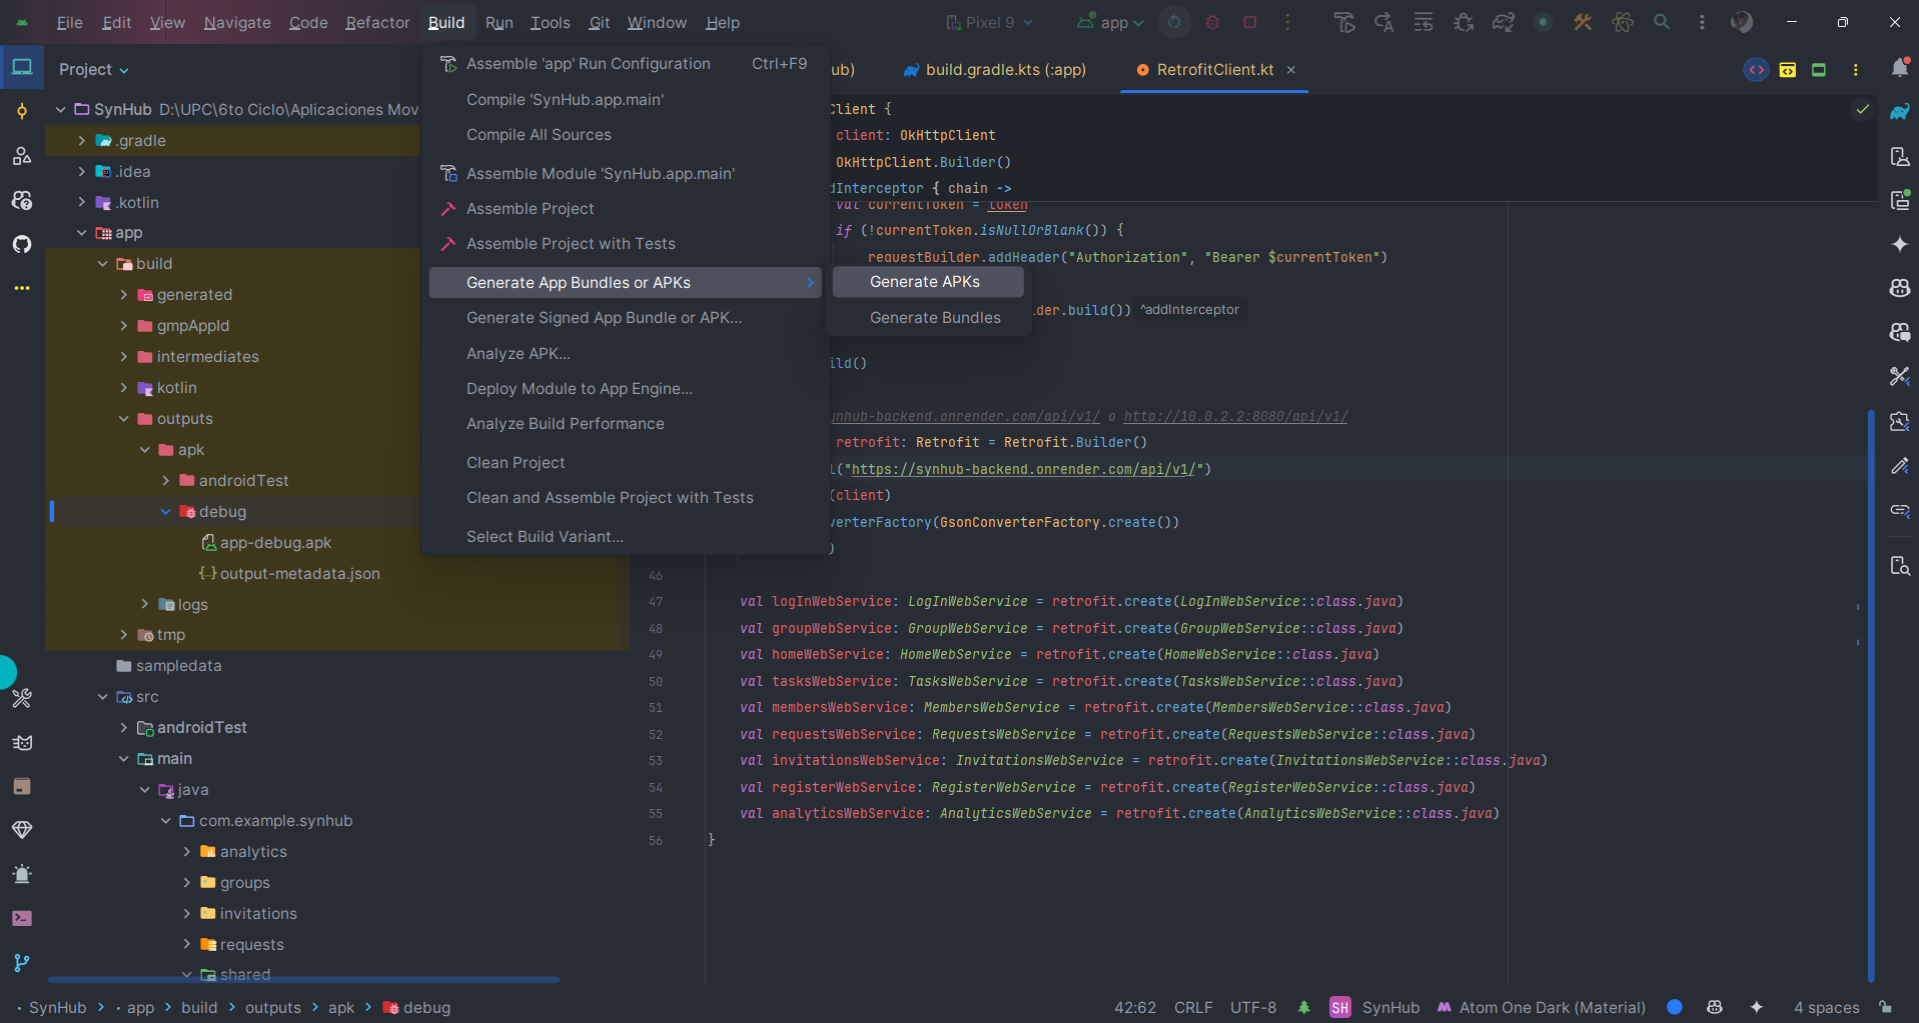 File Edit View Navigate Code Refactor Build Run Tools Git Window Help Pixel 9 app
Project
SynHub D:\UPC\6to Ciclo\Aplicaciones Mov
.gradle
.idea
.kotlin
app
build
generated
gmpAppId
intermediates
kotlin
outputs
apk
androidTest
debug
app-debug.apk
output-metadata.json
logs
tmp
sampledata
src
androidTest
main
java
com.example.synhub
analytics
groups
invitations
requests
shared
Assemble 'app' Run Configuration Ctrl+F9
Compile 'SynHub.app.main'
Compile All Sources
Assemble Module 'SynHub.app.main'
Assemble Project
Assemble Project with Tests
Generate App Bundles or APKs
Generate Signed App Bundle or APK...
Analyze APK...
Deploy Module to App Engine...
Analyze Build Performance
Clean Project
Clean and Assemble Project with Tests
Select Build Variant...
Generate APKs
Generate Bundles
ub) build.gradle.kts (:app) RetrofitClient.kt
Client {
client: OkHttpClient
OkHttpClient.Builder()
dInterceptor { chain ->
val currentToken = token
if (!currentToken.isNullOrBlank()) {
requestBuilder.addHeader("Authorization", "Bearer $currentToken")
der.build()) ^addInterceptor
ild()
ynhub-backend.onrender.com/api/v1/ o http://10.0.2.2:8080/api/v1/
retrofit: Retrofit = Retrofit.Builder()
l("https://synhub-backend.onrender.com/api/v1/")
(client)
verterFactory(GsonConverterFactory.create())
)
46
47 val logInWebService: LogInWebService = retrofit.create(LogInWebService::class.java)
48 val groupWebService: GroupWebService = retrofit.create(GroupWebService::class.java)
49 val homeWebService: HomeWebService = retrofit.create(HomeWebService::class.java)
50 val tasksWebService: TasksWebService = retrofit.create(TasksWebService::class.java)
51 val membersWebService: MembersWebService = retrofit.create(MembersWebService::class.java)
52 val requestsWebService: RequestsWebService = retrofit.create(RequestsWebService::class.java)
53 val invitationsWebService: InvitationsWebService = retrofit.create(InvitationsWebService::class.java)
54 val registerWebService: RegisterWebService = retrofit.create(RegisterWebService::class.java)
55 val analyticsWebService: AnalyticsWebService = retrofit.create(AnalyticsWebService::class.java)
56 }
SynHub > app > build > outputs > apk > debug 42:62 CRLF UTF-8 SH SynHub Atom One Dark (Material) 4 spaces